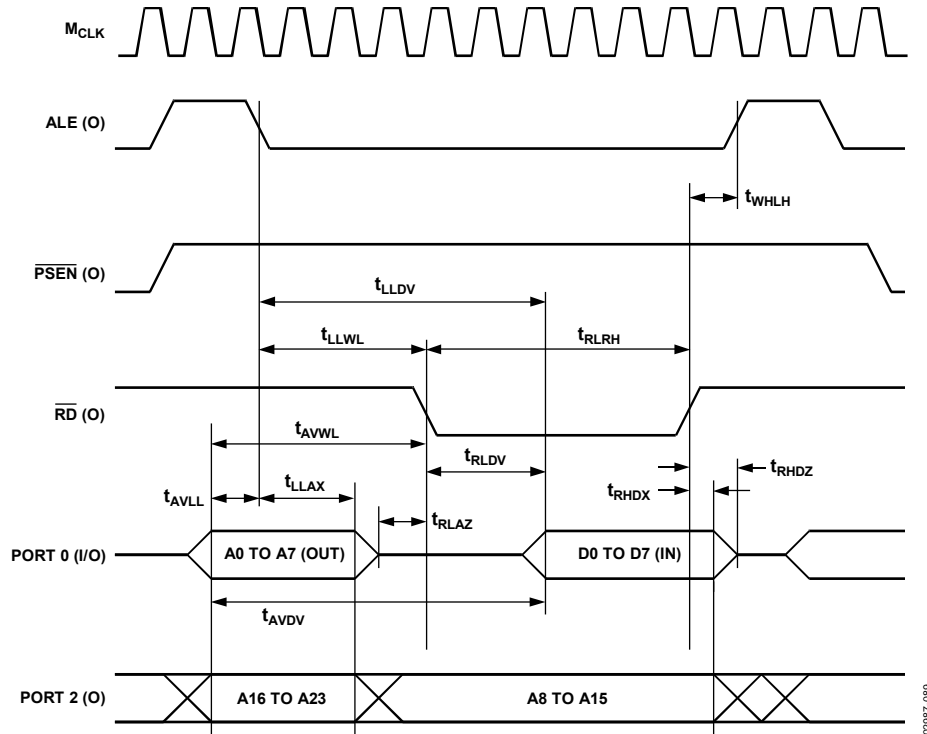 MCLK
ALE (O)
tWHLH
PSEN (O)
tLLDV
tLLWL
tRLRH
RD (O)
tAVWL
tRLDV
tRHDZ
tLLAX
tAVLL
tRHDX
tRLAZ
PORT 0 (I/O)
A0 TO A7 (OUT)
D0 TO D7 (IN)
tAVDV
PORT 2 (O)
A16 TO A23
A8 TO A15